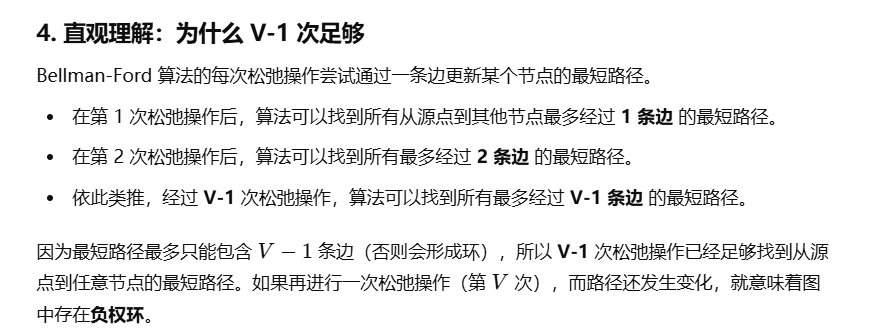 4. 直观理解：为什么 V-1 次足够
Bellman-Ford 算法的每次松弛操作尝试通过一条边更新某个节点的最短路径。
• 在第 1 次松弛操作后，算法可以找到所有从源点到其他节点最多经过 1 条边 的最短路径。
• 在第 2 次松弛操作后，算法可以找到所有最多经过 2 条边 的最短路径。
• 依此类推，经过 V-1 次松弛操作，算法可以找到所有最多经过 V-1 条边 的最短路径。
因为最短路径最多只能包含 V − 1 条边（否则会形成环），所以 V-1 次松弛操作已经足够找到从源
点到任意节点的最短路径。如果再进行一次松弛操作（第 V 次），而路径还发生变化，就意味着图
中存在负权环。